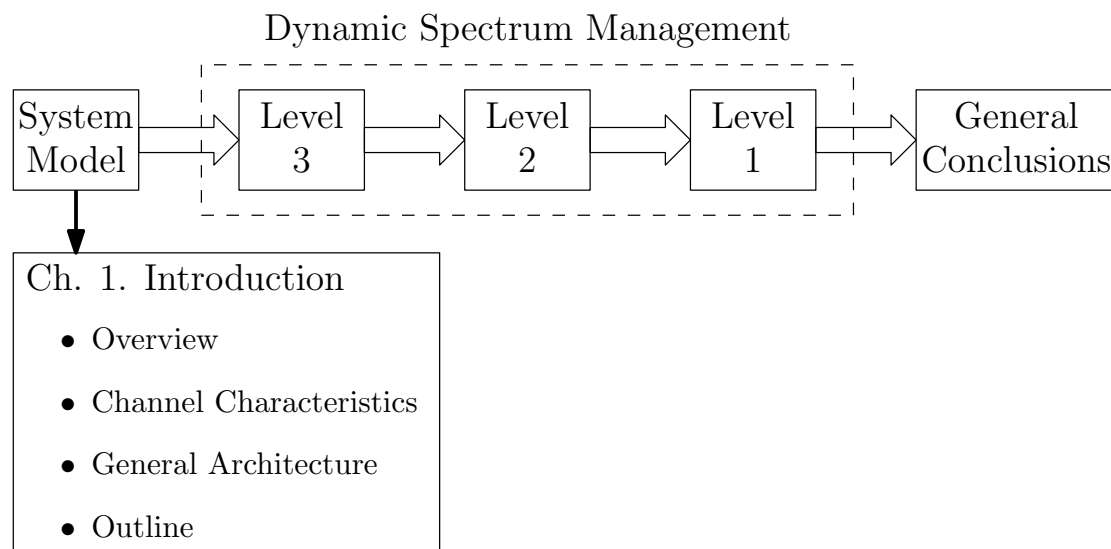 Dynamic Spectrum Management
System
Model
Level
3
Level
2
Level
1
General
Conclusions
Ch. 1. Introduction
• Overview
• Channel Characteristics
• General Architecture
• Outline